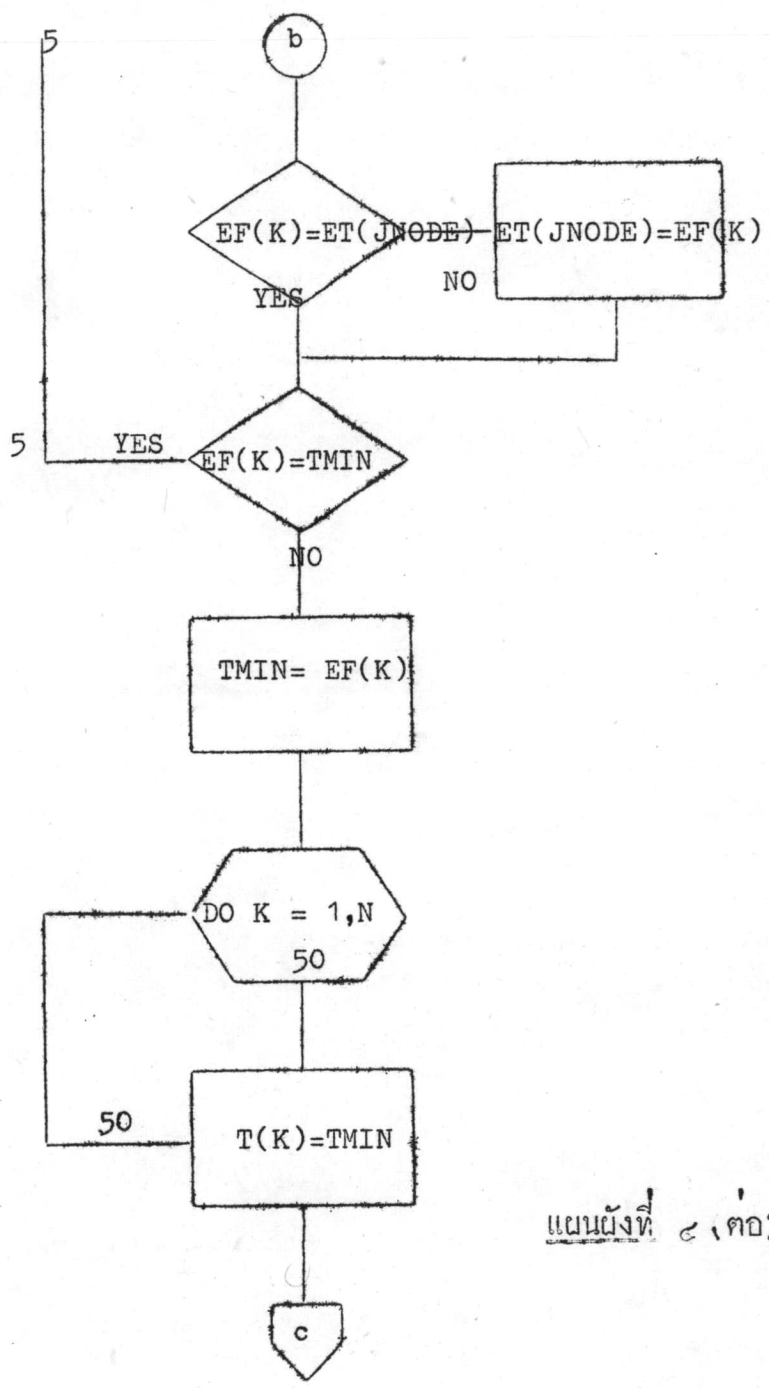 5
b
EF(K)=ET(JNODE)
ET(JNODE)=EF(K)
YES
NO
5
YES
EF(K)=TMIN
NO
TMIN= EF(K)
DO K = 1,N
50
50
T(K)=TMIN
แผนผังที่
ต่อ
c